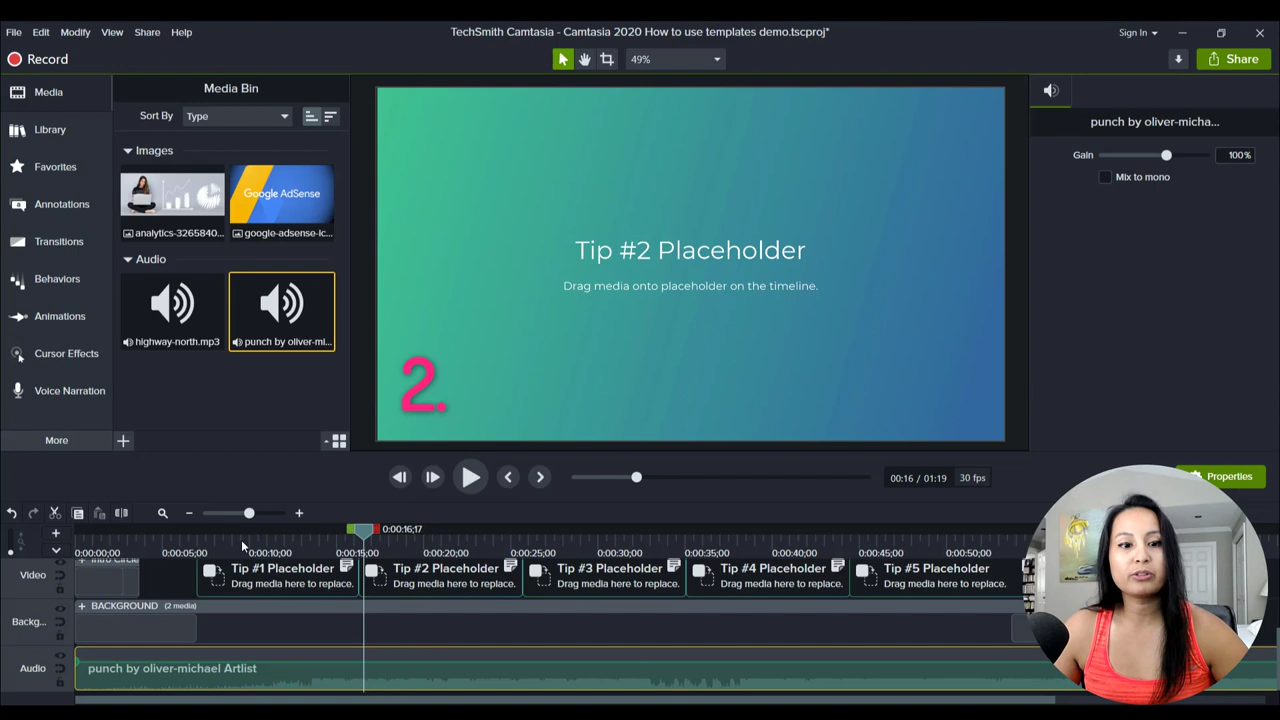 TechSmith Camtasia - Camtasia 2020 How to use templates demo.tscproj*
File Edit Modify View Share Help
Sign In
Record
49%
Share
Media
Library
Favorites
Annotations
Transitions
Behaviors
Animations
Cursor Effects
Voice Narration
More
Media Bin
Sort By Type
Images
analytics-3265840...
Google AdSense
google-adsense-lc...
Audio
highway-north.mp3
punch by oliver-mi...
Tip #2 Placeholder
Drag media onto placeholder on the timeline.
2.
punch by oliver-micha...
Gain 100%
Mix to mono
00:16 / 01:19 30 fps
Properties
0:00:16;17
0:00:00;00 0:00:05;00 0:00:10;00 0:00:15;00 0:00:20;00 0:00:25;00 0:00:30;00 0:00:35;00 0:00:40;00 0:00:45;00 0:00:50;00
Video
Intro Circle
Tip #1 Placeholder
Drag media here to replace.
Tip #2 Placeholder
Drag media here to replace.
Tip #3 Placeholder
Drag media here to replace.
Tip #4 Placeholder
Drag media here to replace.
Tip #5 Placeholder
Drag media here to replace.
Backg...
+ BACKGROUND (2 media)
Audio
punch by oliver-michael Artlist